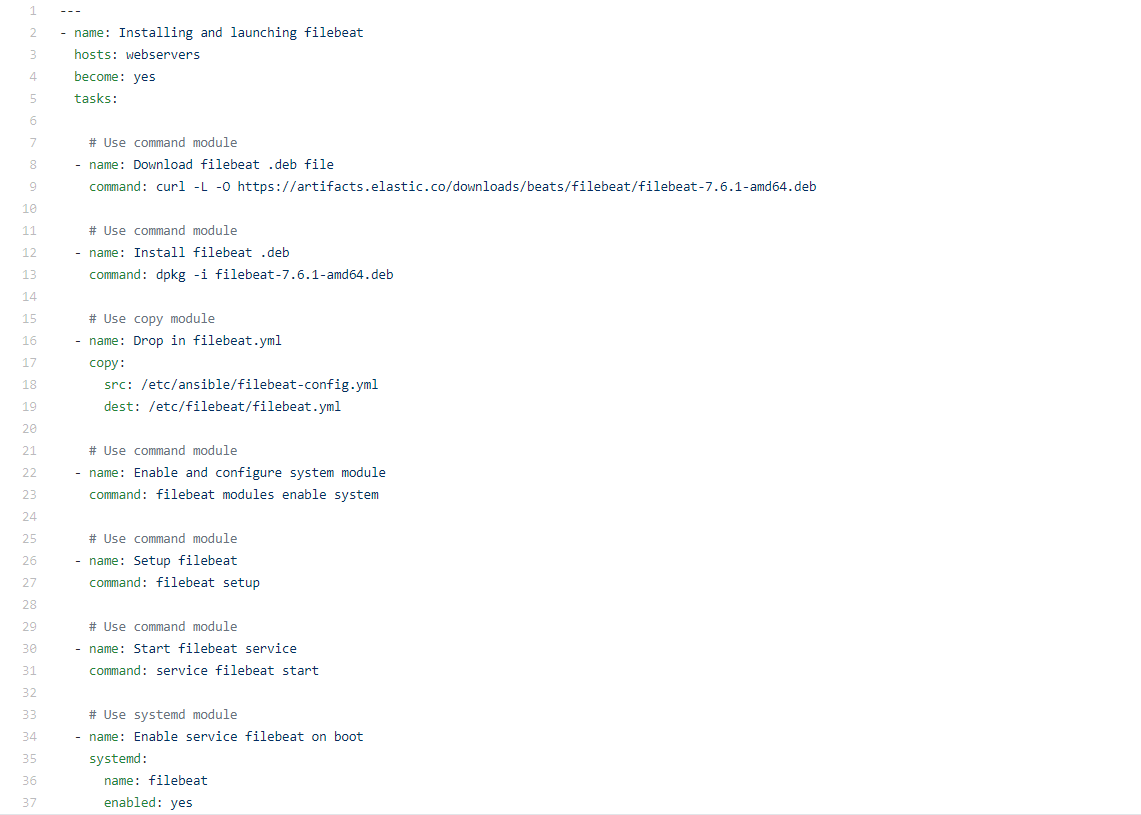 1 ---
2 - name: Installing and launching filebeat
3   hosts: webservers
4   become: yes
5   tasks:
6
7     # Use command module
8   - name: Download filebeat .deb file
9     command: curl -L -O https://artifacts.elastic.co/downloads/beats/filebeat/filebeat-7.6.1-amd64.deb
10
11     # Use command module
12   - name: Install filebeat .deb
13     command: dpkg -i filebeat-7.6.1-amd64.deb
14
15     # Use copy module
16   - name: Drop in filebeat.yml
17     copy:
18       src: /etc/ansible/filebeat-config.yml
19       dest: /etc/filebeat/filebeat.yml
20
21     # Use command module
22   - name: Enable and configure system module
23     command: filebeat modules enable system
24
25     # Use command module
26   - name: Setup filebeat
27     command: filebeat setup
28
29     # Use command module
30   - name: Start filebeat service
31     command: service filebeat start
32
33     # Use systemd module
34   - name: Enable service filebeat on boot
35     systemd:
36       name: filebeat
37       enabled: yes